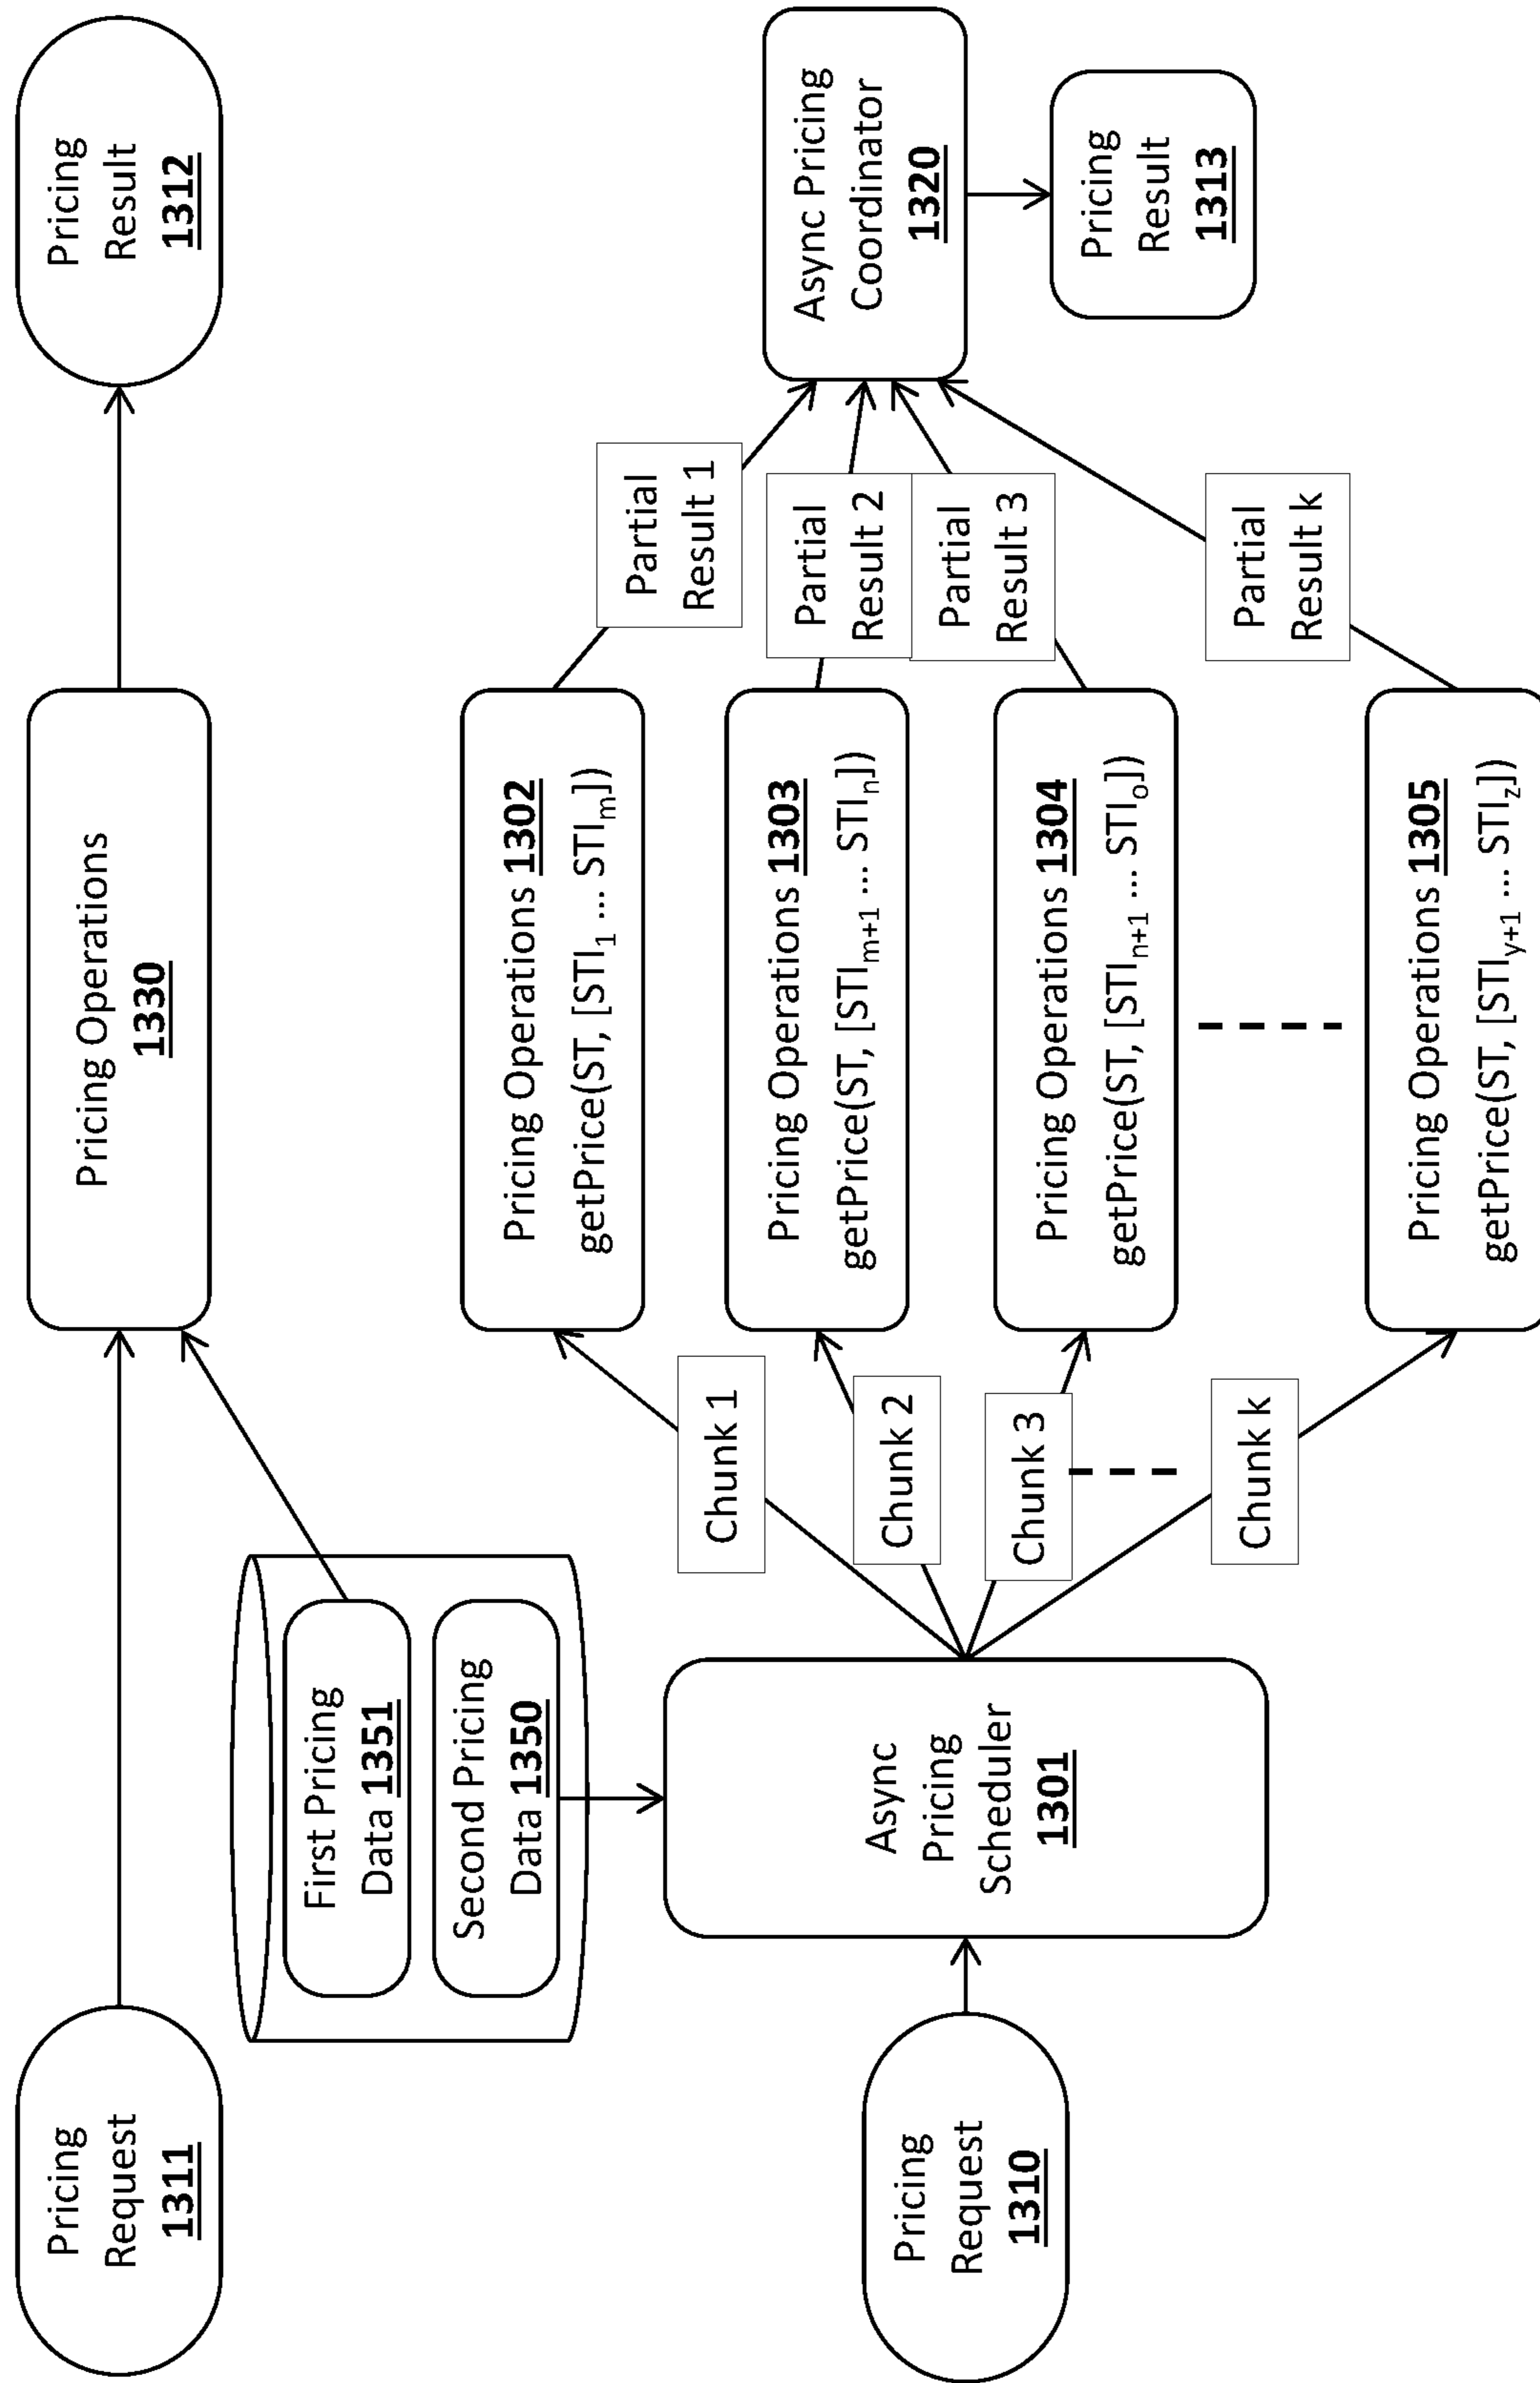 Pricing
Request
1311
Pricing Operations
1330
Pricing
Result
1312
First Pricing
Data 1351
Second Pricing
Data 1350
Pricing
Request
1310
Async
Pricing
Scheduler
1301
Chunk 1
Chunk 2
Chunk 3
Chunk k
Pricing Operations 1302
getPrice(ST, [STI1 ... STIm])
Pricing Operations 1303
getPrice(ST, [STIm+1 ... STIn])
Pricing Operations 1304
getPrice(ST, [STIn+1 ... STIo])
Pricing Operations 1305
getPrice(ST, [STIy+1 ... STIz])
Partial
Result 1
Partial
Result 2
Partial
Result 3
Partial
Result k
Async Pricing
Coordinator
1320
Pricing
Result
1313